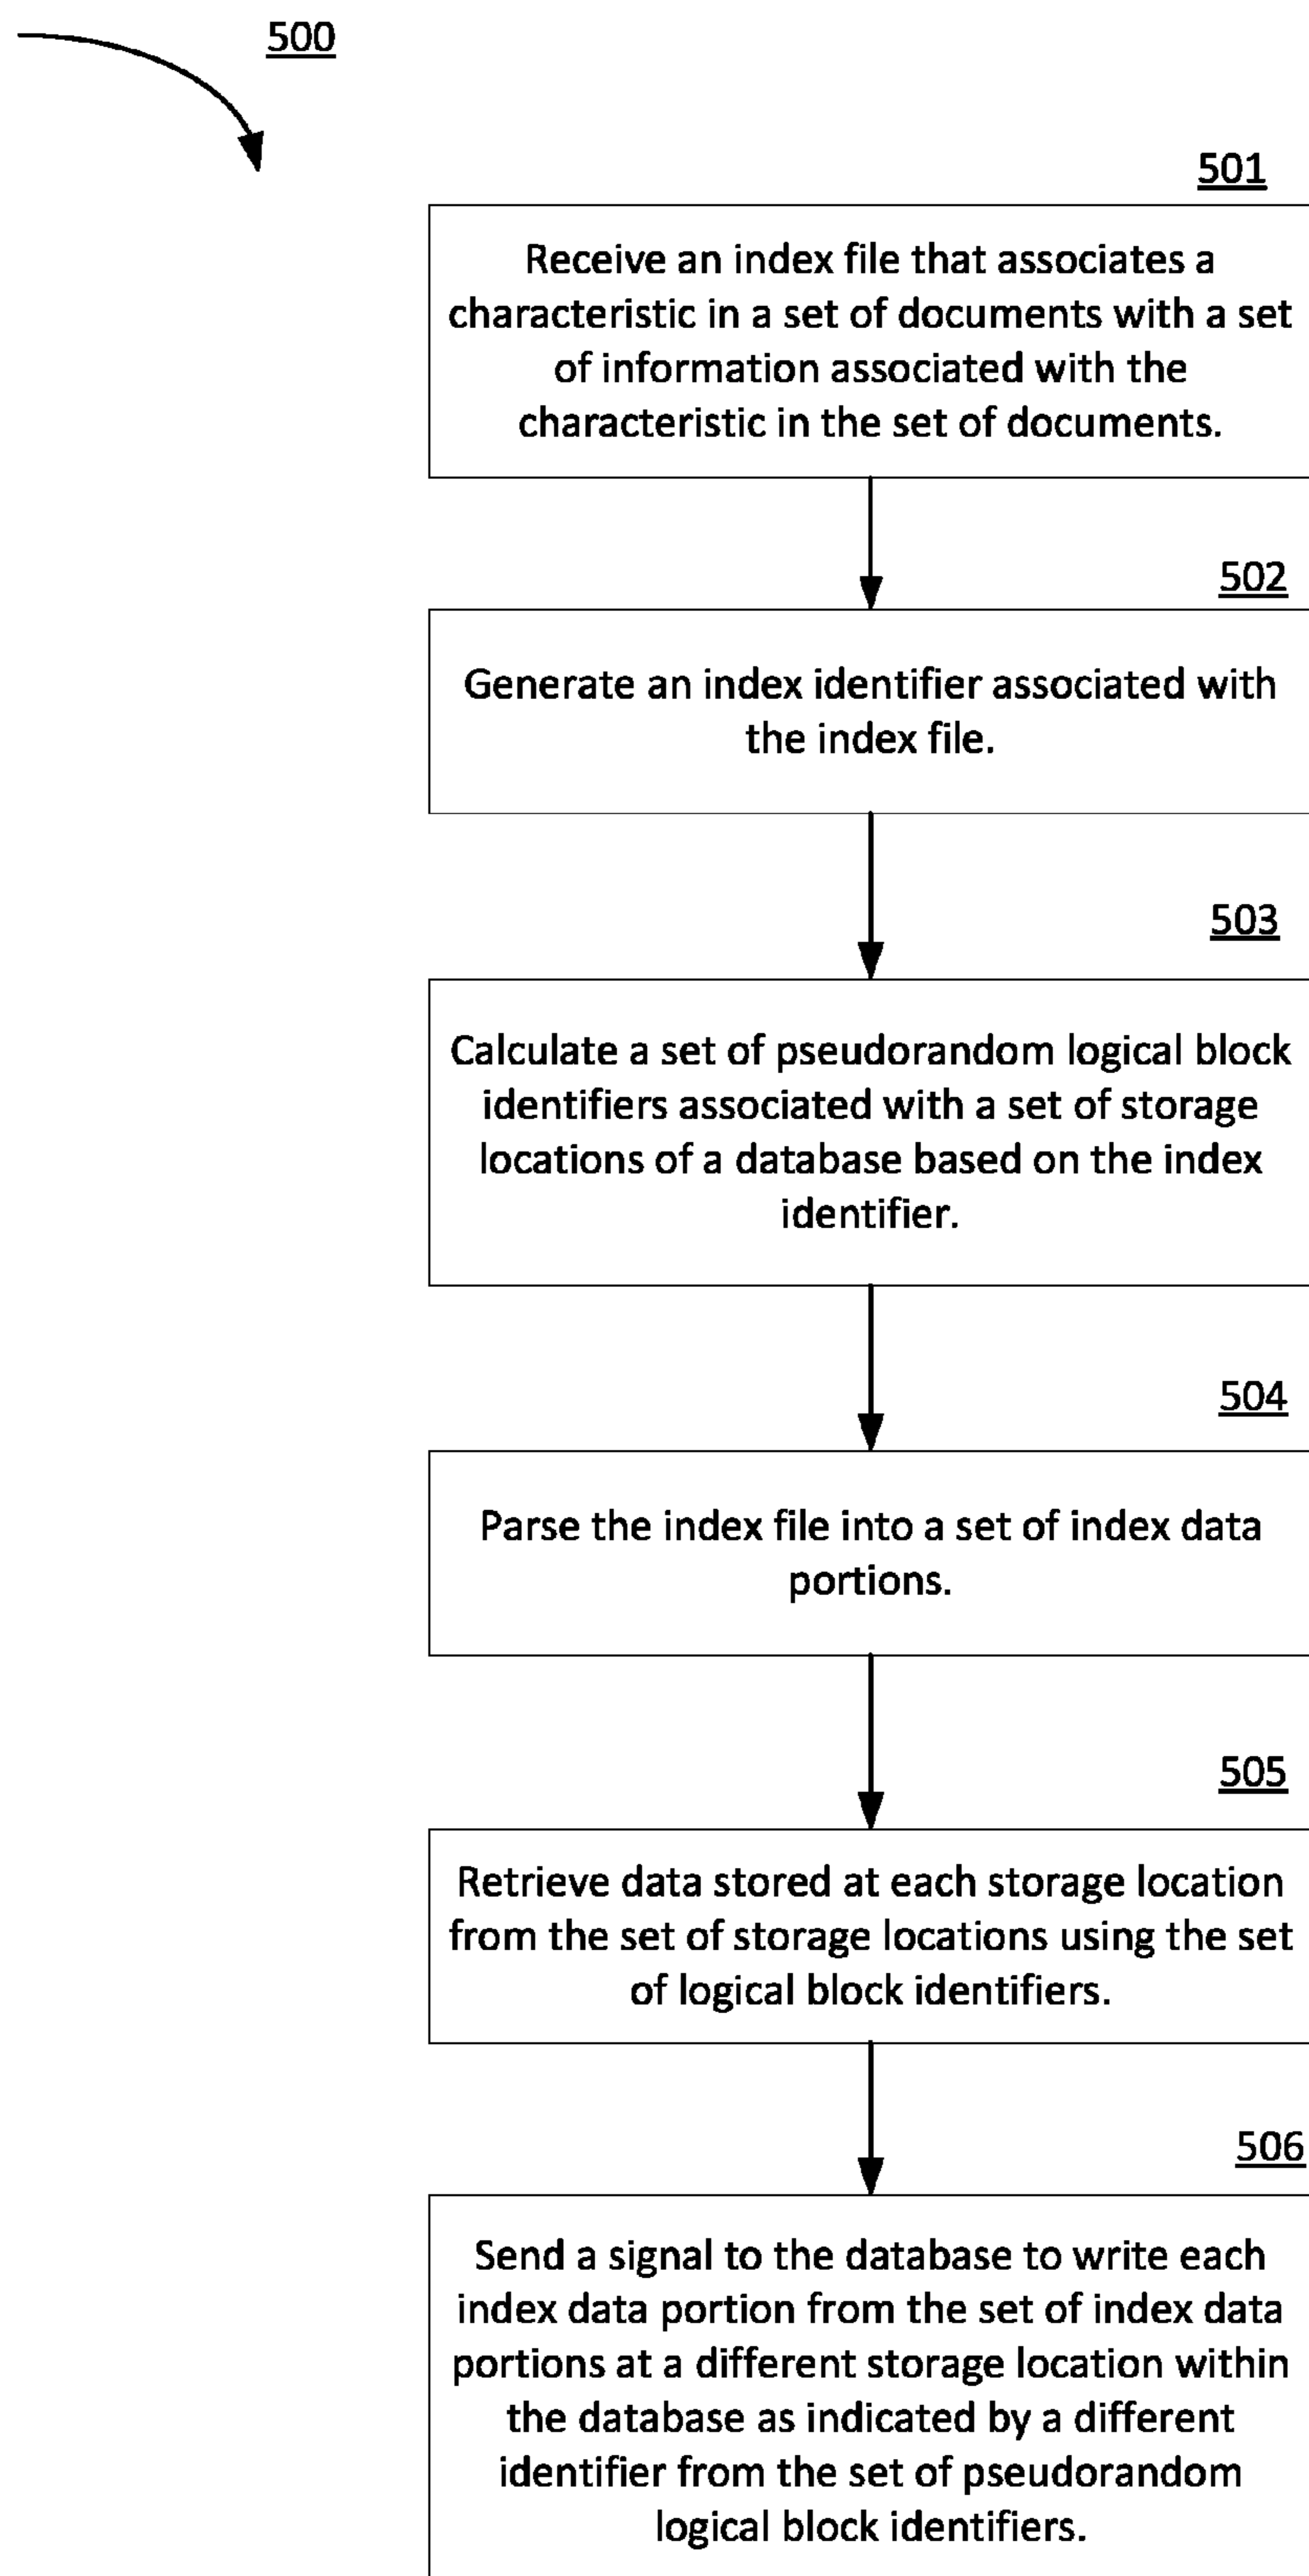 500
501
Receive an index file that associates a
characteristic in a set of documents with a set
of information associated with the
characteristic in the set of documents.
502
Generate an index identifier associated with
the index file.
503
Calculate a set of pseudorandom logical block
identifiers associated with a set of storage
locations of a database based on the index
identifier.
504
Parse the index file into a set of index data
portions.
505
Retrieve data stored at each storage location
from the set of storage locations using the set
of logical block identifiers.
506
Send a signal to the database to write each
index data portion from the set of index data
portions at a different storage location within
the database as indicated by a different
identifier from the set of pseudorandom
logical block identifiers.